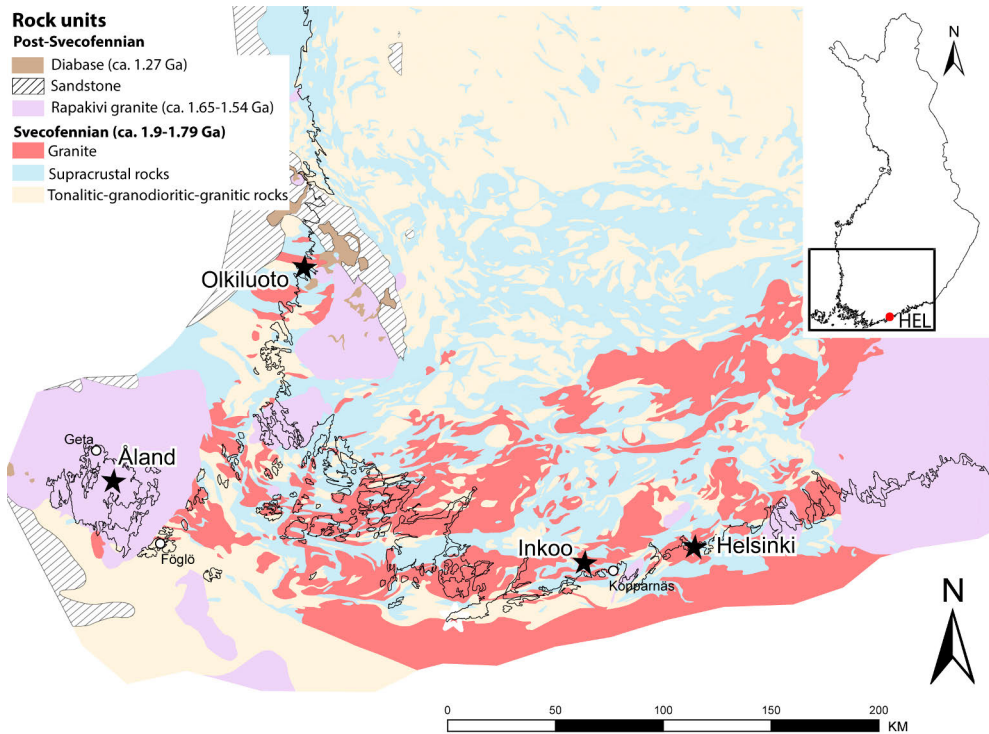 Rock units
Post-Svecofennian
Diabase (ca. 1.27 Ga)
Sandstone
Rapakivi granite (ca. 1.65-1.54 Ga)
Svecofennian (ca. 1.9-1.79 Ga)
Granite
Supracrustal rocks
Tonalitic-granodioritic-granitic rocks
N
HEL
Olkiluoto
Geta
Åland
Föglö
Inkoo
Kopparnäs
Helsinki
N
0 50 100 150 200
KM